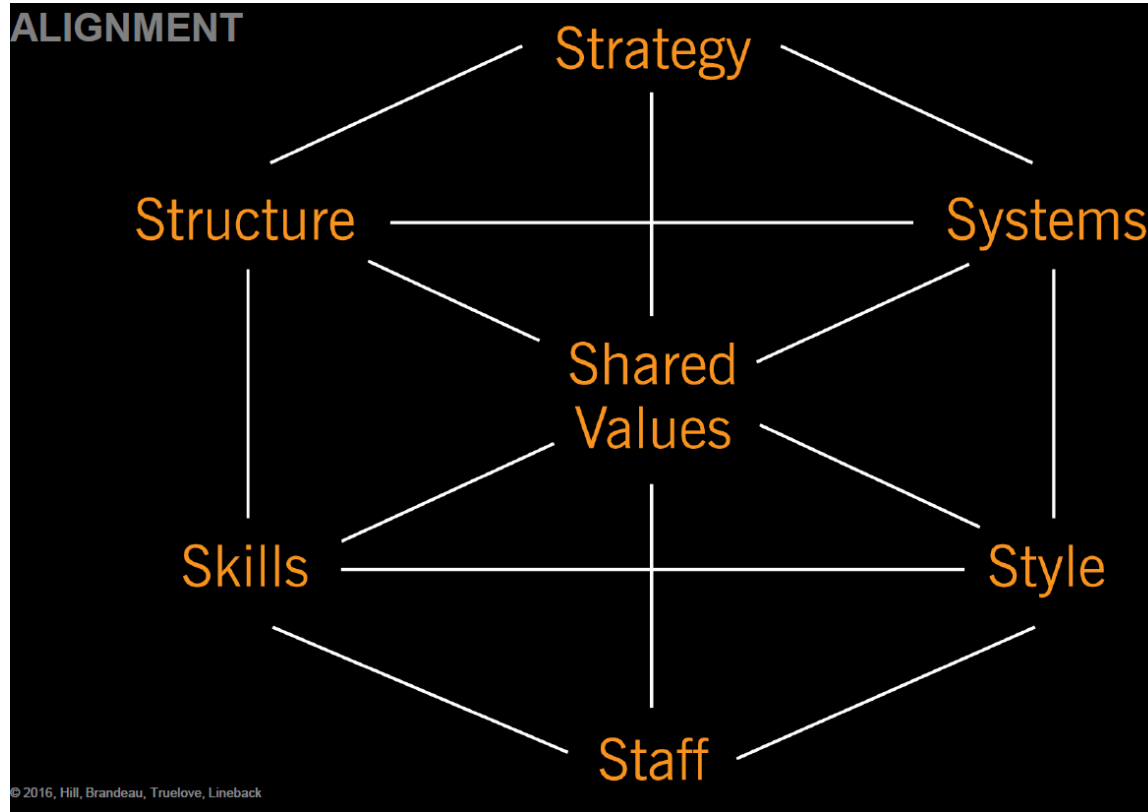 ALIGNMENT
Strategy
Structure
Systems
Shared
Values
Skills
Style
Staff
© 2016, Hill, Brandeau, Truelove, Lineback